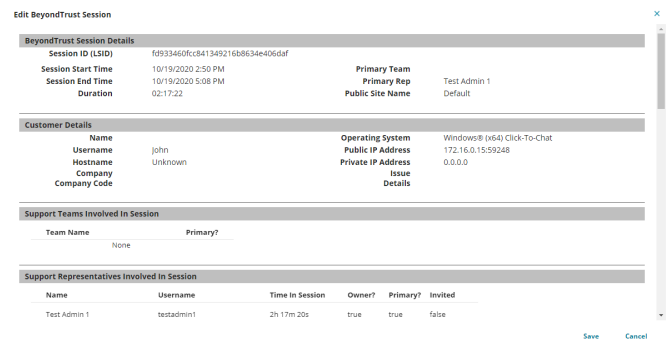 Edit BeyondTrust Session
×
BeyondTrust Session Details
Session ID (LSID) fd933460fcc841349216b8634e406daf
Session Start Time 10/19/2020 2:50 PM Primary Team
Session End Time 10/19/2020 5:08 PM Primary Rep Test Admin 1
Duration 02:17:22 Public Site Name Default
Customer Details
Name Operating System Windows® (x64) Click-To-Chat
Username John Public IP Address 172.16.0.15:59248
Hostname Unknown Private IP Address 0.0.0.0
Company Issue
Company Code Details
Support Teams Involved In Session
Team Name Primary?
None
Support Representatives Involved In Session
Name Username Time In Session Owner? Primary? Invited
Test Admin 1 testadmin1 2h 17m 20s true true false
Save Cancel